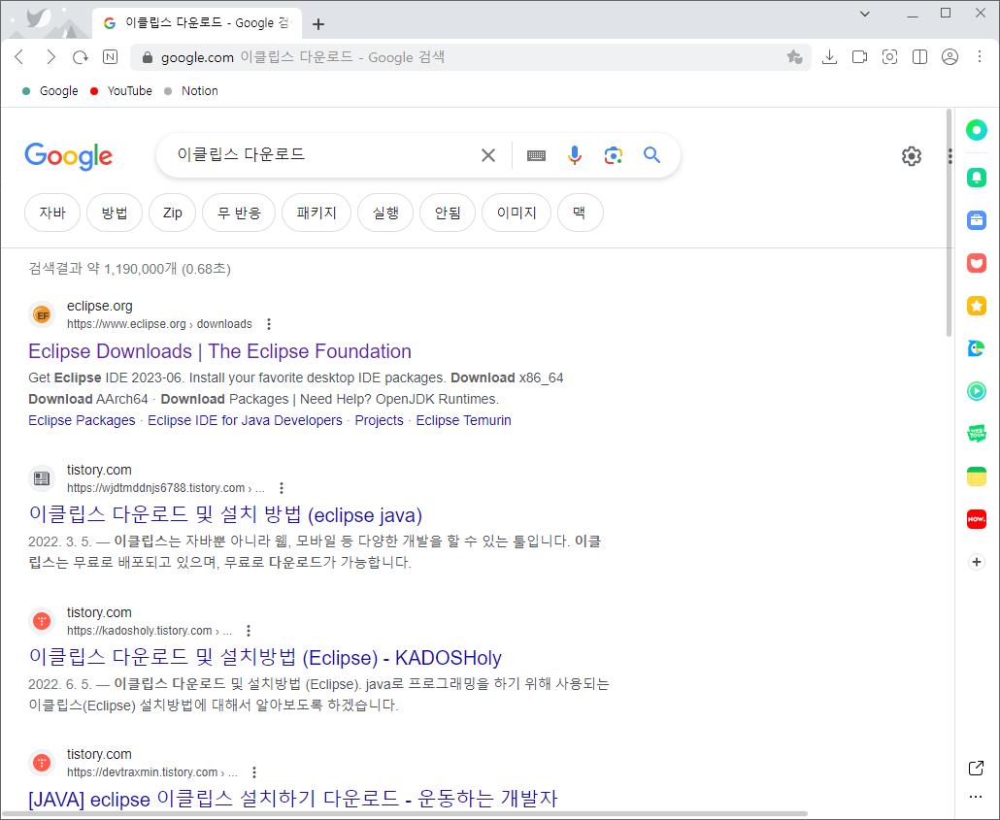 이클립스 다운로드 - Google 검
google.com 이클립스 다운로드 - Google 검색
Google YouTube Notion
Google 이클립스 다운로드
자바 방법 Zip 무 반응 패키지 실행 안됨 이미지 맥
검색결과 약 1,190,000개 (0.68초)
EF
eclipse.org
https://www.eclipse.org › downloads
Eclipse Downloads | The Eclipse Foundation
Get Eclipse IDE 2023-06. Install your favorite desktop IDE packages. Download x86_64
Download AArch64 · Download Packages | Need Help? OpenJDK Runtimes.
Eclipse Packages · Eclipse IDE for Java Developers · Projects · Eclipse Temurin
tistory.com
https://wjdtmddnjs6788.tistory.com › ...
이클립스 다운로드 및 설치 방법 (eclipse java)
2022. 3. 5. — 이클립스는 자바뿐 아니라 웹, 모바일 등 다양한 개발을 할 수 있는 툴입니다. 이클
립스는 무료로 배포되고 있으며, 무료로 다운로드가 가능합니다.
tistory.com
https://kadosholy.tistory.com › ...
이클립스 다운로드 및 설치방법 (Eclipse) - KADOSHoly
2022. 6. 5. — 이클립스 다운로드 및 설치방법 (Eclipse). java로 프로그래밍을 하기 위해 사용되는
이클립스(Eclipse) 설치방법에 대해서 알아보도록 하겠습니다.
tistory.com
https://devtraxmin.tistory.com › ...
[JAVA] eclipse 이클립스 설치하기 다운로드 - 운동하는 개발자
WEB
TOON
NOW.